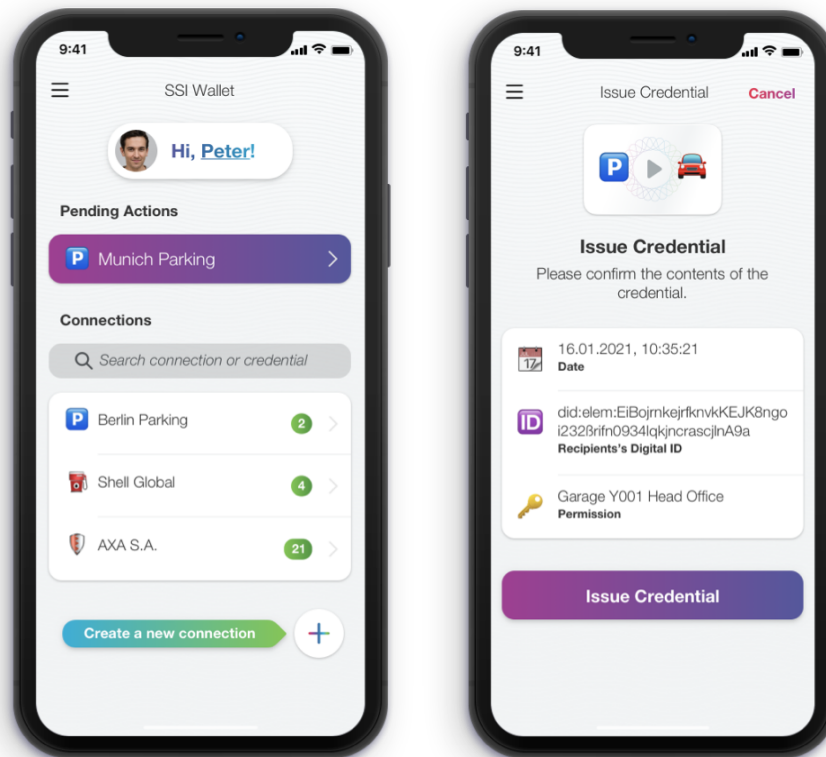 9:41
SSI Wallet
Hi, Peter!
Pending Actions
P Munich Parking
Connections
Search connection or credential
P Berlin Parking 2
Shell Global 4
AXA S.A. 21
Create a new connection
9:41
Issue Credential Cancel
P
Issue Credential
Please confirm the contents of the
credential.
17
16.01.2021, 10:35:21
Date
ID
did:elem:EiBojrnkejrfknvkKEJK8ngo
i2328rifn0934lqkjncrascjlnA9a
Recipients's Digital ID
Garage Y001 Head Office
Permission
Issue Credential